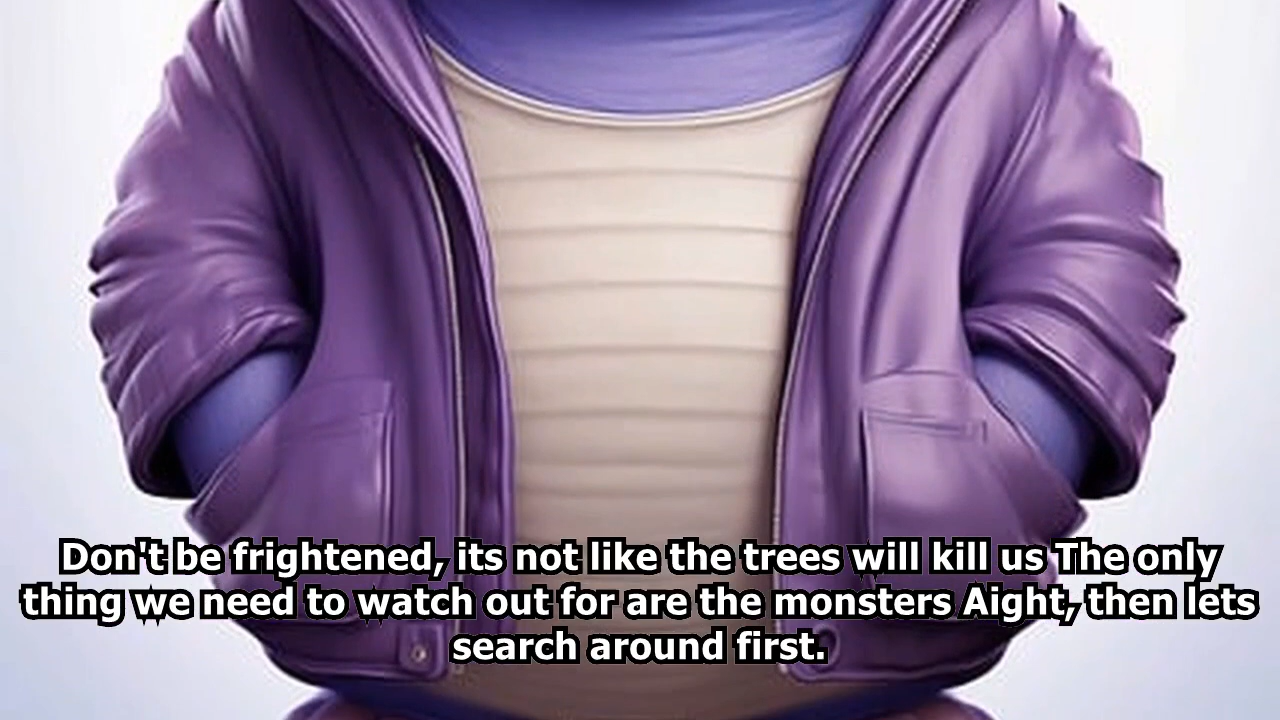 Don't be frightened, its not like the trees will kill us The only
thing we need to watch out for are the monsters Aight, then lets
search around first.